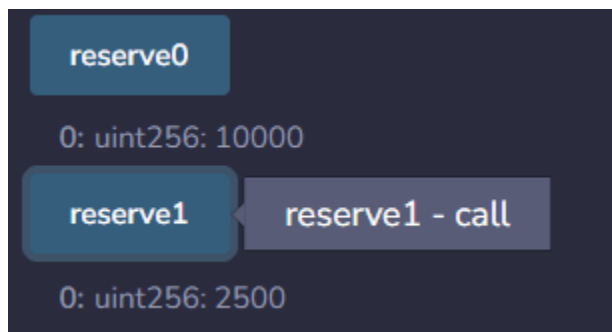 reserve0
0: uint256: 10000
reserve1
reserve1 - call
0: uint256: 2500